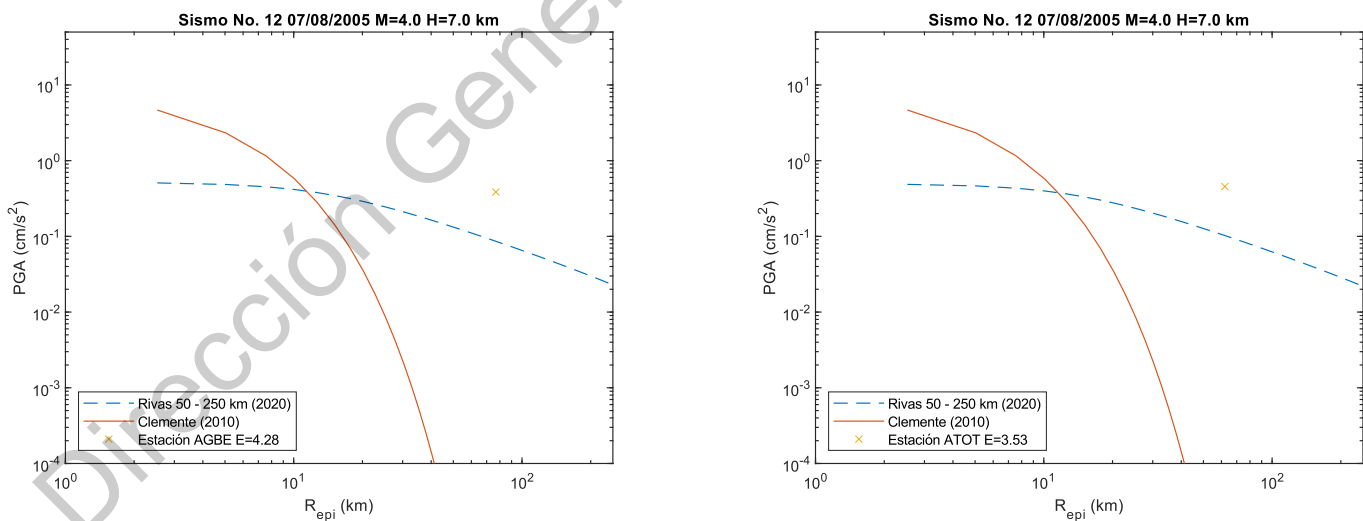 Sismo No. 12 07/08/2005 M=4.0 H=7.0 km
10^1
10^0
10^-1
10^-2
10^-3
10^-4
PGA (cm/s^2)
Rivas 50 - 250 km (2020)
Clemente (2010)
Estación AGBE E=4.28
10^0
10^1
10^2
R_epi (km)
Sismo No. 12 07/08/2005 M=4.0 H=7.0 km
10^1
10^0
10^-1
10^-2
10^-3
10^-4
PGA (cm/s^2)
Rivas 50 - 250 km (2020)
Clemente (2010)
Estación ATOT E=3.53
10^0
10^1
10^2
R_epi (km)
Dirección Gener